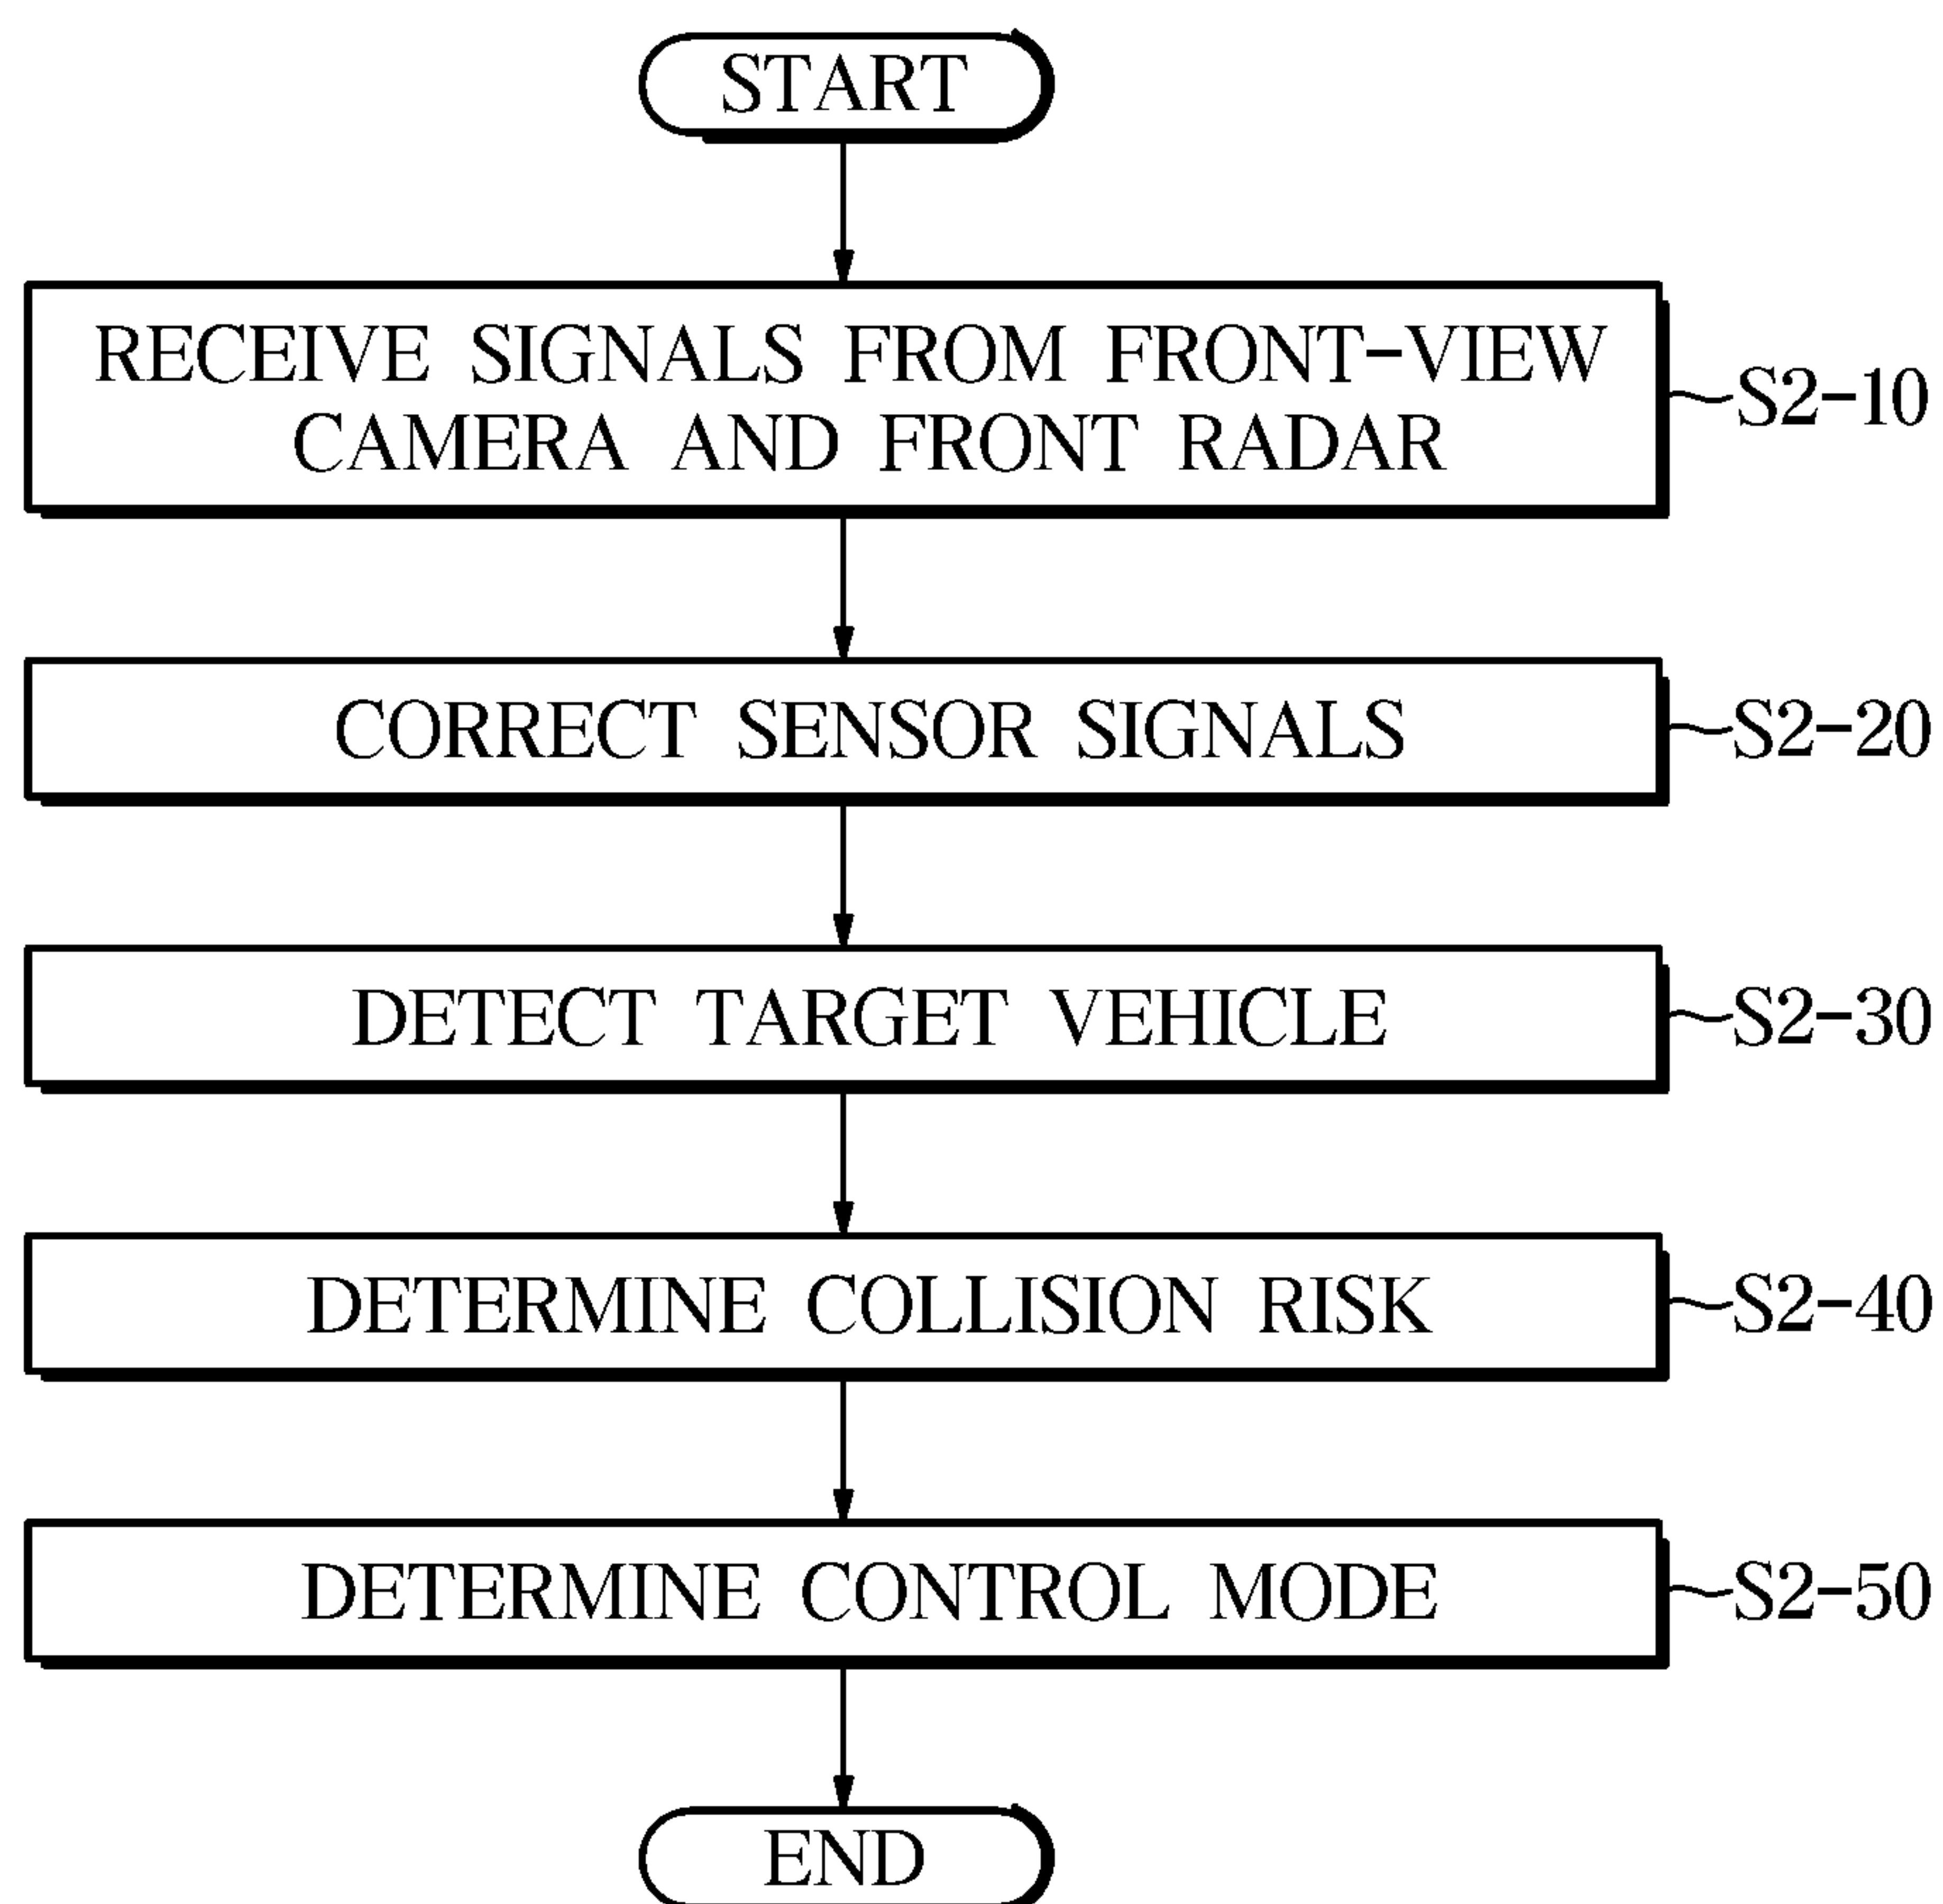 START
RECEIVE SIGNALS FROM FRONT-VIEW
CAMERA AND FRONT RADAR
S2-10
CORRECT SENSOR SIGNALS
S2-20
DETECT TARGET VEHICLE
S2-30
DETERMINE COLLISION RISK
S2-40
DETERMINE CONTROL MODE
S2-50
END